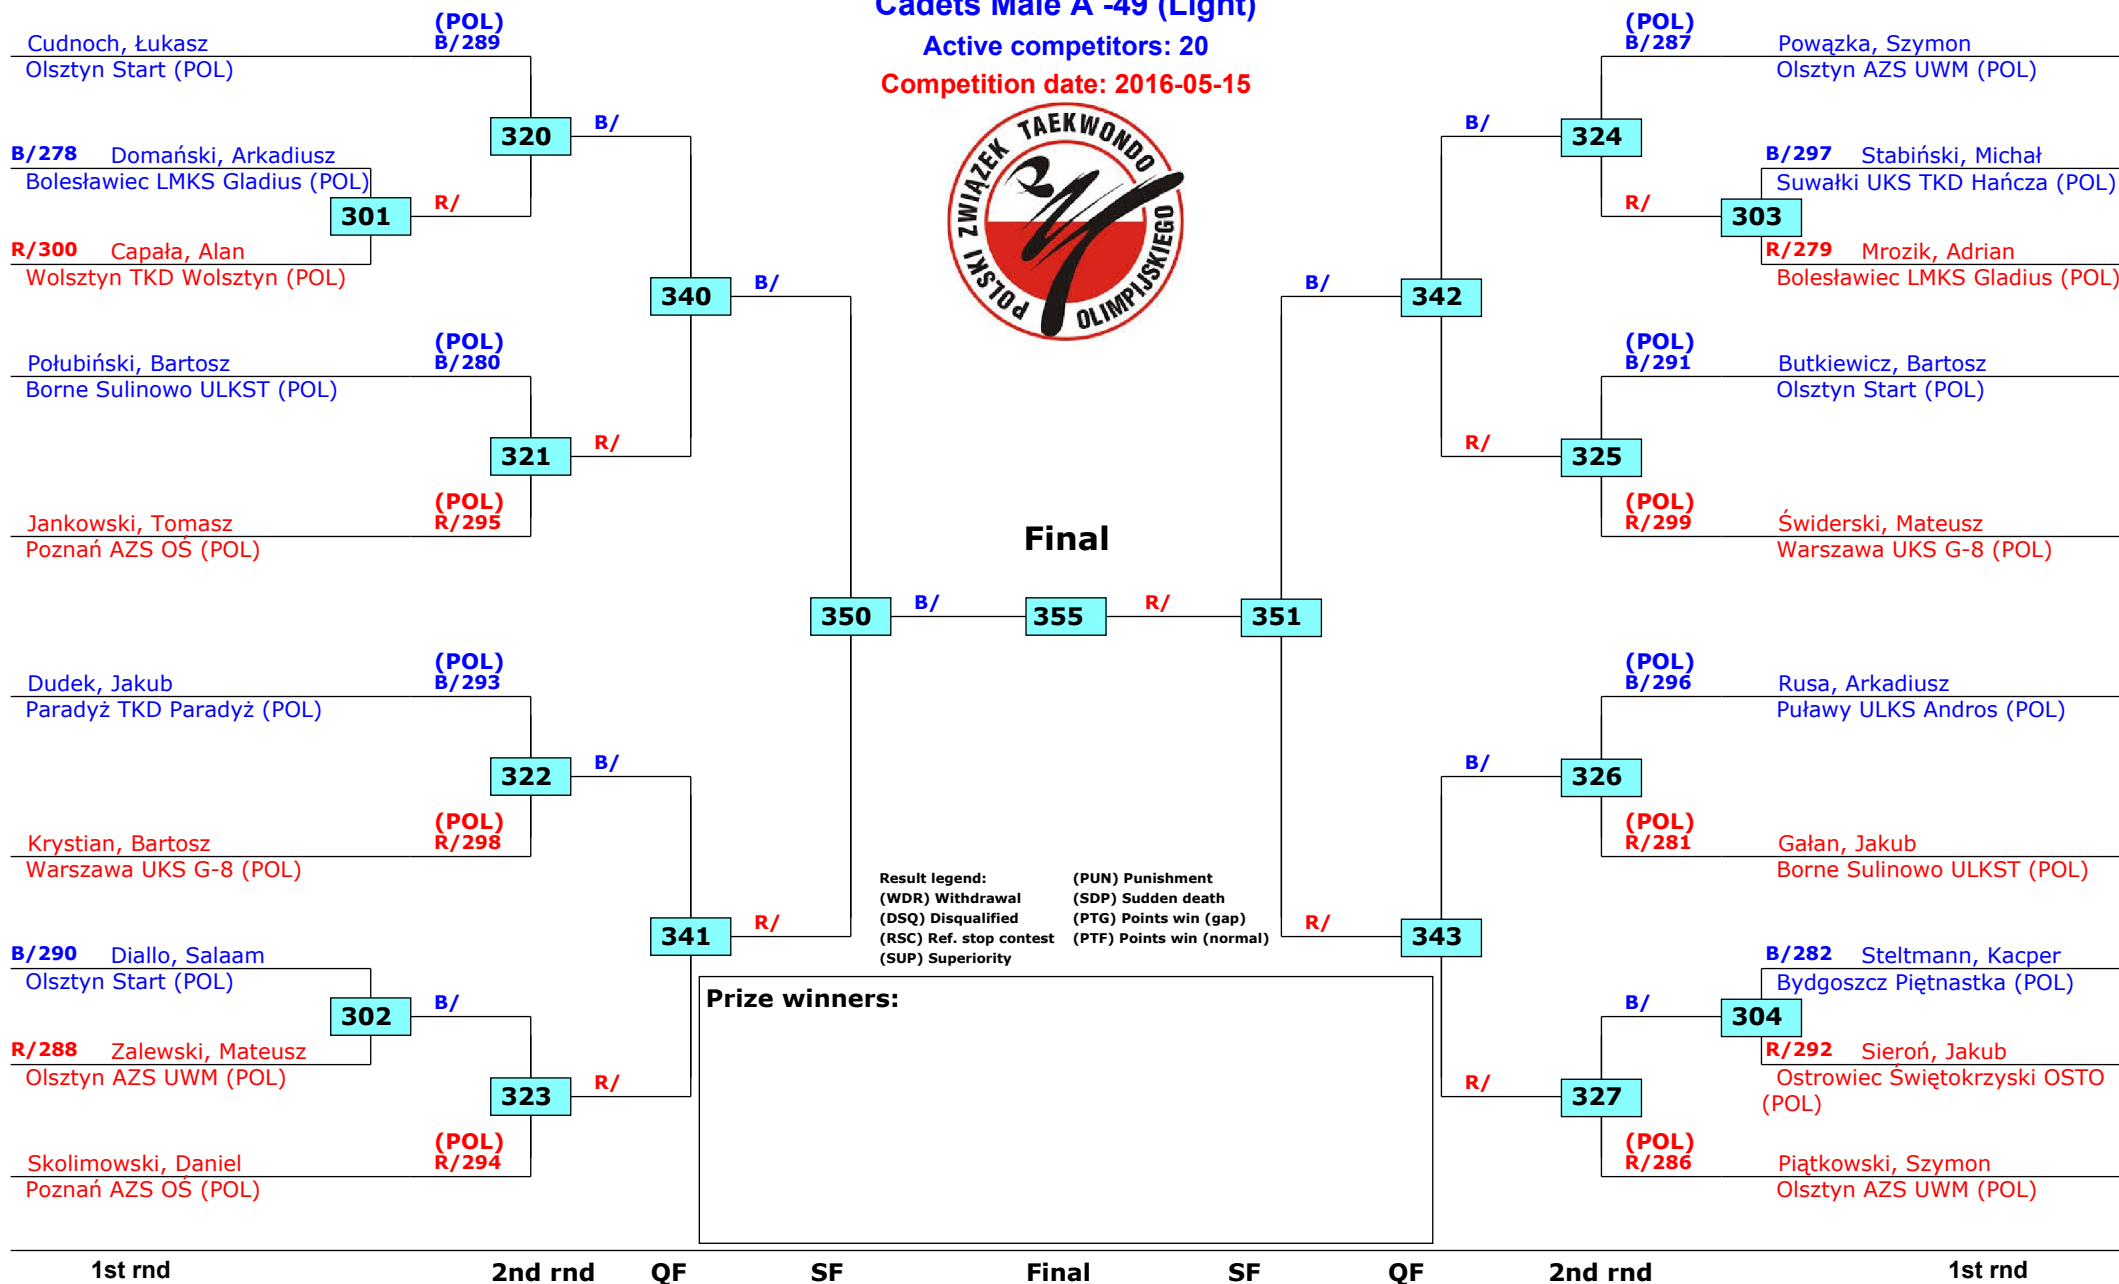 Cadets Male A -49 (Light)
Active competitors: 20
Competition date: 2016-05-15
POLSKI ZWIĄZEK TAEKWONDO OLIMPIJSKIEGO
(POL)
B/289
Cudnoch, Łukasz
Olsztyn Start (POL)
320
B/
B/278 Domański, Arkadiusz
Bolesławiec LMKS Gladius (POL)
301
R/
R/300 Capała, Alan
Wolsztyn TKD Wolsztyn (POL)
340
B/
(POL)
B/280
Połubiński, Bartosz
Borne Sulinowo ULKST (POL)
321
R/
(POL)
R/295
Jankowski, Tomasz
Poznań AZS OŚ (POL)
350
B/
(POL)
B/293
Dudek, Jakub
Paradyż TKD Paradyż (POL)
322
B/
(POL)
R/298
Krystian, Bartosz
Warszawa UKS G-8 (POL)
341
R/
B/290 Diallo, Salaam
Olsztyn Start (POL)
302
B/
R/288 Zalewski, Mateusz
Olsztyn AZS UWM (POL)
323
R/
(POL)
R/294
Skolimowski, Daniel
Poznań AZS OŚ (POL)
Final
355
R/
351
(POL)
B/287
Powązka, Szymon
Olsztyn AZS UWM (POL)
B/
324
B/297 Stabiński, Michał
Suwałki UKS TKD Hańcza (POL)
R/
303
R/279 Mrozik, Adrian
Bolesławiec LMKS Gladius (POL)
B/
342
(POL)
B/291
Butkiewicz, Bartosz
Olsztyn Start (POL)
R/
325
(POL)
R/299
Świderski, Mateusz
Warszawa UKS G-8 (POL)
(POL)
B/296
Rusa, Arkadiusz
Puławy ULKS Andros (POL)
B/
326
(POL)
R/281
Gałan, Jakub
Borne Sulinowo ULKST (POL)
R/
343
B/282 Steltmann, Kacper
Bydgoszcz Piętnastka (POL)
B/
304
R/292 Sieroń, Jakub
Ostrowiec Świętokrzyski OSTO
(POL)
R/
327
(POL)
R/286
Piątkowski, Szymon
Olsztyn AZS UWM (POL)
Result legend: (PUN) Punishment
(WDR) Withdrawal (SDP) Sudden death
(DSQ) Disqualified (PTG) Points win (gap)
(RSC) Ref. stop contest (PTF) Points win (normal)
(SUP) Superiority
Prize winners:
1st rnd 2nd rnd QF SF Final SF QF 2nd rnd 1st rnd